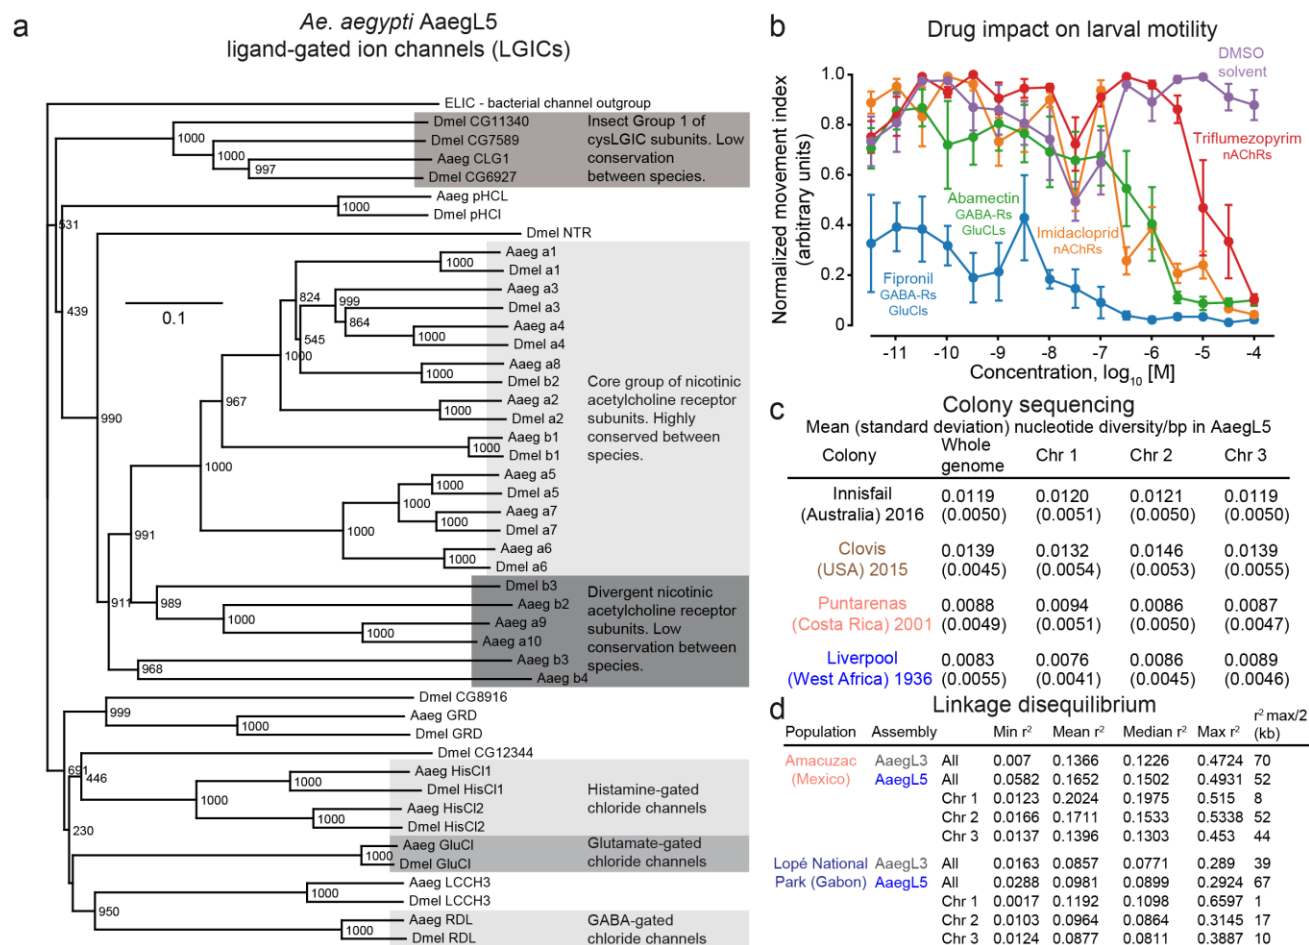 a
Ae. aegypti AaegL5
ligand-gated ion channels (LGICs)
ELIC - bacterial channel outgroup
Dmel CG11340
Dmel CG7589
Aaeg CLG1
Dmel CG6927
Insect Group 1 of
cysLGIC subunits. Low
conservation
between species.
1000
1000
997
Aaeg pHCL
Dmel pHCl
1000
531
Dmel NTR
439
0.1
Aaeg a1
Dmel a1
Aaeg a3
Dmel a3
Aaeg a4
Dmel a4
Aaeg a8
Dmel b2
Aaeg a2
Dmel a2
Aaeg b1
Dmel b1
Aaeg a5
Dmel a5
Aaeg a7
Dmel a7
Aaeg a6
Dmel a6
1000
824
999
864
1000
545
1000
1000
1000
967
1000
990
1000
1000
1000
1000
1000
1000
Core group of nicotinic
acetylcholine receptor
subunits. Highly
conserved between
species.
991
911
989
1000
1000
968
Dmel b3
Aaeg b2
Aaeg a9
Aaeg a10
Aaeg b3
Aaeg b4
Divergent nicotinic
acetylcholine receptor
subunits. Low
conservation between
species.
Dmel CG8916
Aaeg GRD
Dmel GRD
999
1000
Dmel CG12344
691
446
Aaeg HisCl1
Dmel HisCl1
Aaeg HisCl2
Dmel HisCl2
1000
1000
1000
Histamine-gated
chloride channels
230
Aaeg GluCl
Dmel GluCl
1000
Glutamate-gated
chloride channels
Aaeg LCCH3
Dmel LCCH3
1000
950
Aaeg RDL
Dmel RDL
1000
GABA-gated
chloride channels
b
Drug impact on larval motility
Normalized movement index
(arbitrary units)
1.0
0.8
0.6
0.4
0.2
0
DMSO
solvent
Triflumezopyrim
nAChRs
Abamectin
GABA-Rs
GluCLs
Imidacloprid
nAChRs
Fipronil
GABA-Rs
GluCls
-11 -10 -9 -8 -7 -6 -5 -4
Concentration, log10 [M]
c
Colony sequencing
Mean (standard deviation) nucleotide diversity/bp in AaegL5
Colony Whole genome Chr 1 Chr 2 Chr 3
Innisfail 0.0119 0.0120 0.0121 0.0119
(Australia) 2016 (0.0050) (0.0051) (0.0050) (0.0050)
Clovis 0.0139 0.0132 0.0146 0.0139
(USA) 2015 (0.0045) (0.0054) (0.0053) (0.0055)
Puntarenas 0.0088 0.0094 0.0086 0.0087
(Costa Rica) 2001 (0.0049) (0.0051) (0.0050) (0.0047)
Liverpool 0.0083 0.0076 0.0086 0.0089
(West Africa) 1936 (0.0055) (0.0041) (0.0045) (0.0046)
d
Linkage disequilibrium
Population Assembly Min r² Mean r² Median r² Max r² r² max/2 (kb)
Amacuzac AaegL3 All 0.007 0.1366 0.1226 0.4724 70
(Mexico) AaegL5 All 0.0582 0.1652 0.1502 0.4931 52
Chr 1 0.0123 0.2024 0.1975 0.515 8
Chr 2 0.0166 0.1711 0.1533 0.5338 52
Chr 3 0.0137 0.1396 0.1303 0.453 44
Lopé National AaegL3 All 0.0163 0.0857 0.0771 0.289 39
Park (Gabon) AaegL5 All 0.0288 0.0981 0.0899 0.2924 67
Chr 1 0.0017 0.1192 0.1098 0.6597 1
Chr 2 0.0103 0.0964 0.0864 0.3145 17
Chr 3 0.0124 0.0877 0.0811 0.3887 10